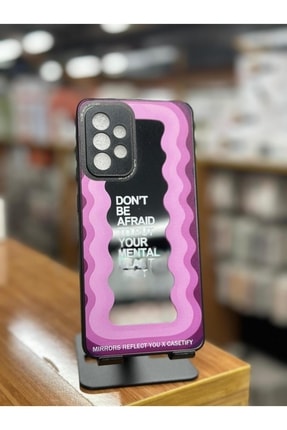 DON'T
BE
AFRAID
YOUR
MENTAL
MIRRORS REFLECT YOU X CASETIFY